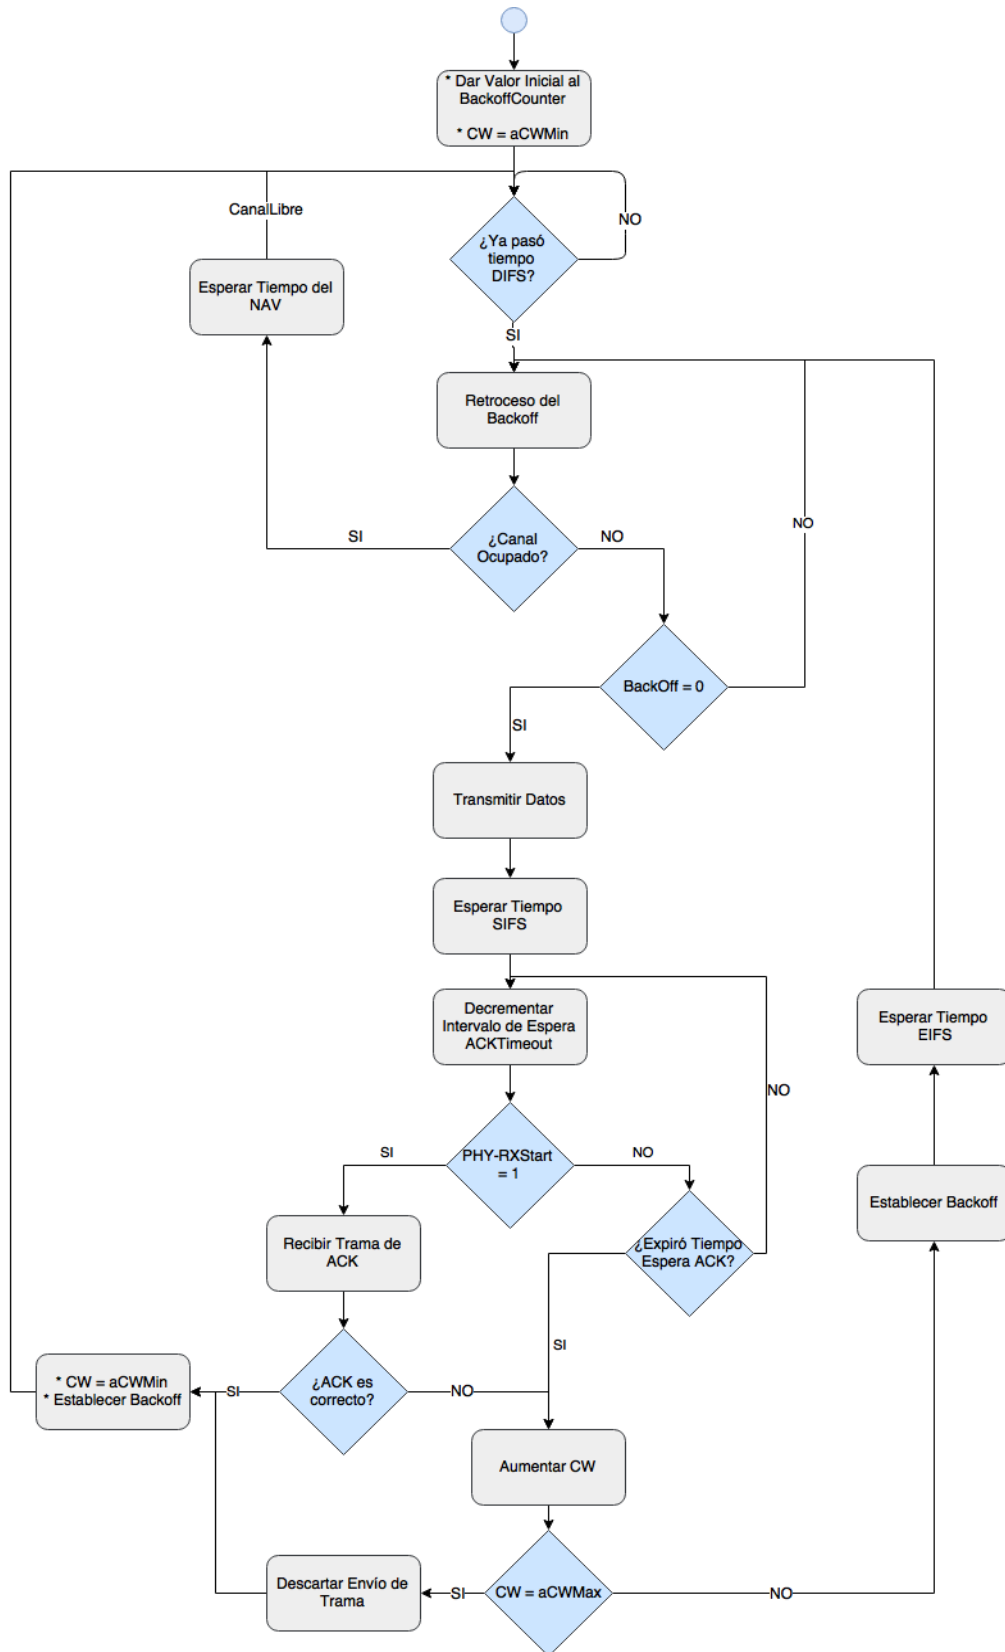 * Dar Valor Inicial al
BackoffCounter
* CW = aCWMin
CanalLibre
NO
¿Ya pasó
tiempo
DIFS?
Esperar Tiempo del
NAV
SI
Retroceso del
Backoff
SI
¿Canal
Ocupado?
NO
NO
BackOff = 0
SI
Transmitir Datos
Esperar Tiempo
SIFS
Decrementar
Intervalo de Espera
ACKTimeout
Esperar Tiempo
EIFS
NO
SI
PHY-RXStart
= 1
NO
Establecer Backoff
Recibir Trama de
ACK
¿Expiró Tiempo
Espera ACK?
SI
* CW = aCWMin
* Establecer Backoff
SI
¿ACK es
correcto?
NO
Aumentar CW
Descartar Envío de
Trama
SI
CW = aCWMax
NO